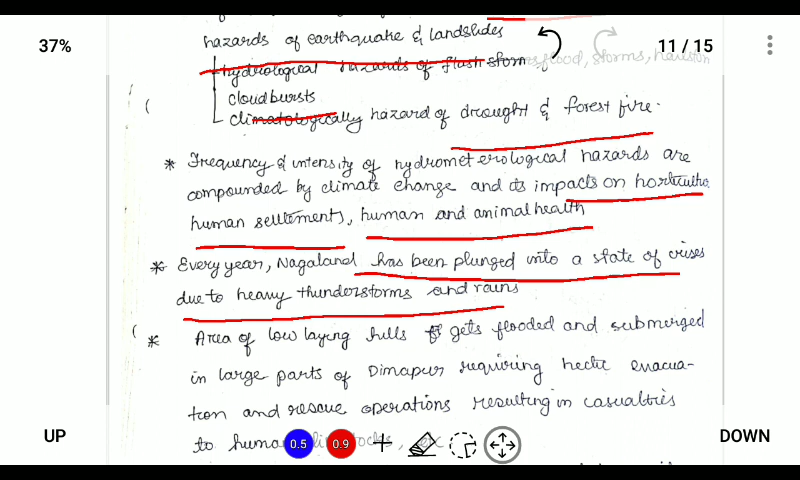 37%
11 / 15
hazards of earthquake & landslides
hydrological hazards of flash storm flood, storms,
cloudbursts
climatologically hazard of drought & forest fire.
* Frequency & intensity of hydrometerological hazards are
compounded by climate change and its impacts on
human settlements, human and animal health
* Every year, Nagaland has been plunged into a state of crises
due to heavy thunderstorms and rains
* Area of low laying hills gets flooded and submerged
in large parts of Dimapur requiring hectic evacua-
tion and rescue operations resulting in casualties
to human
UP
0.5
0.9
DOWN